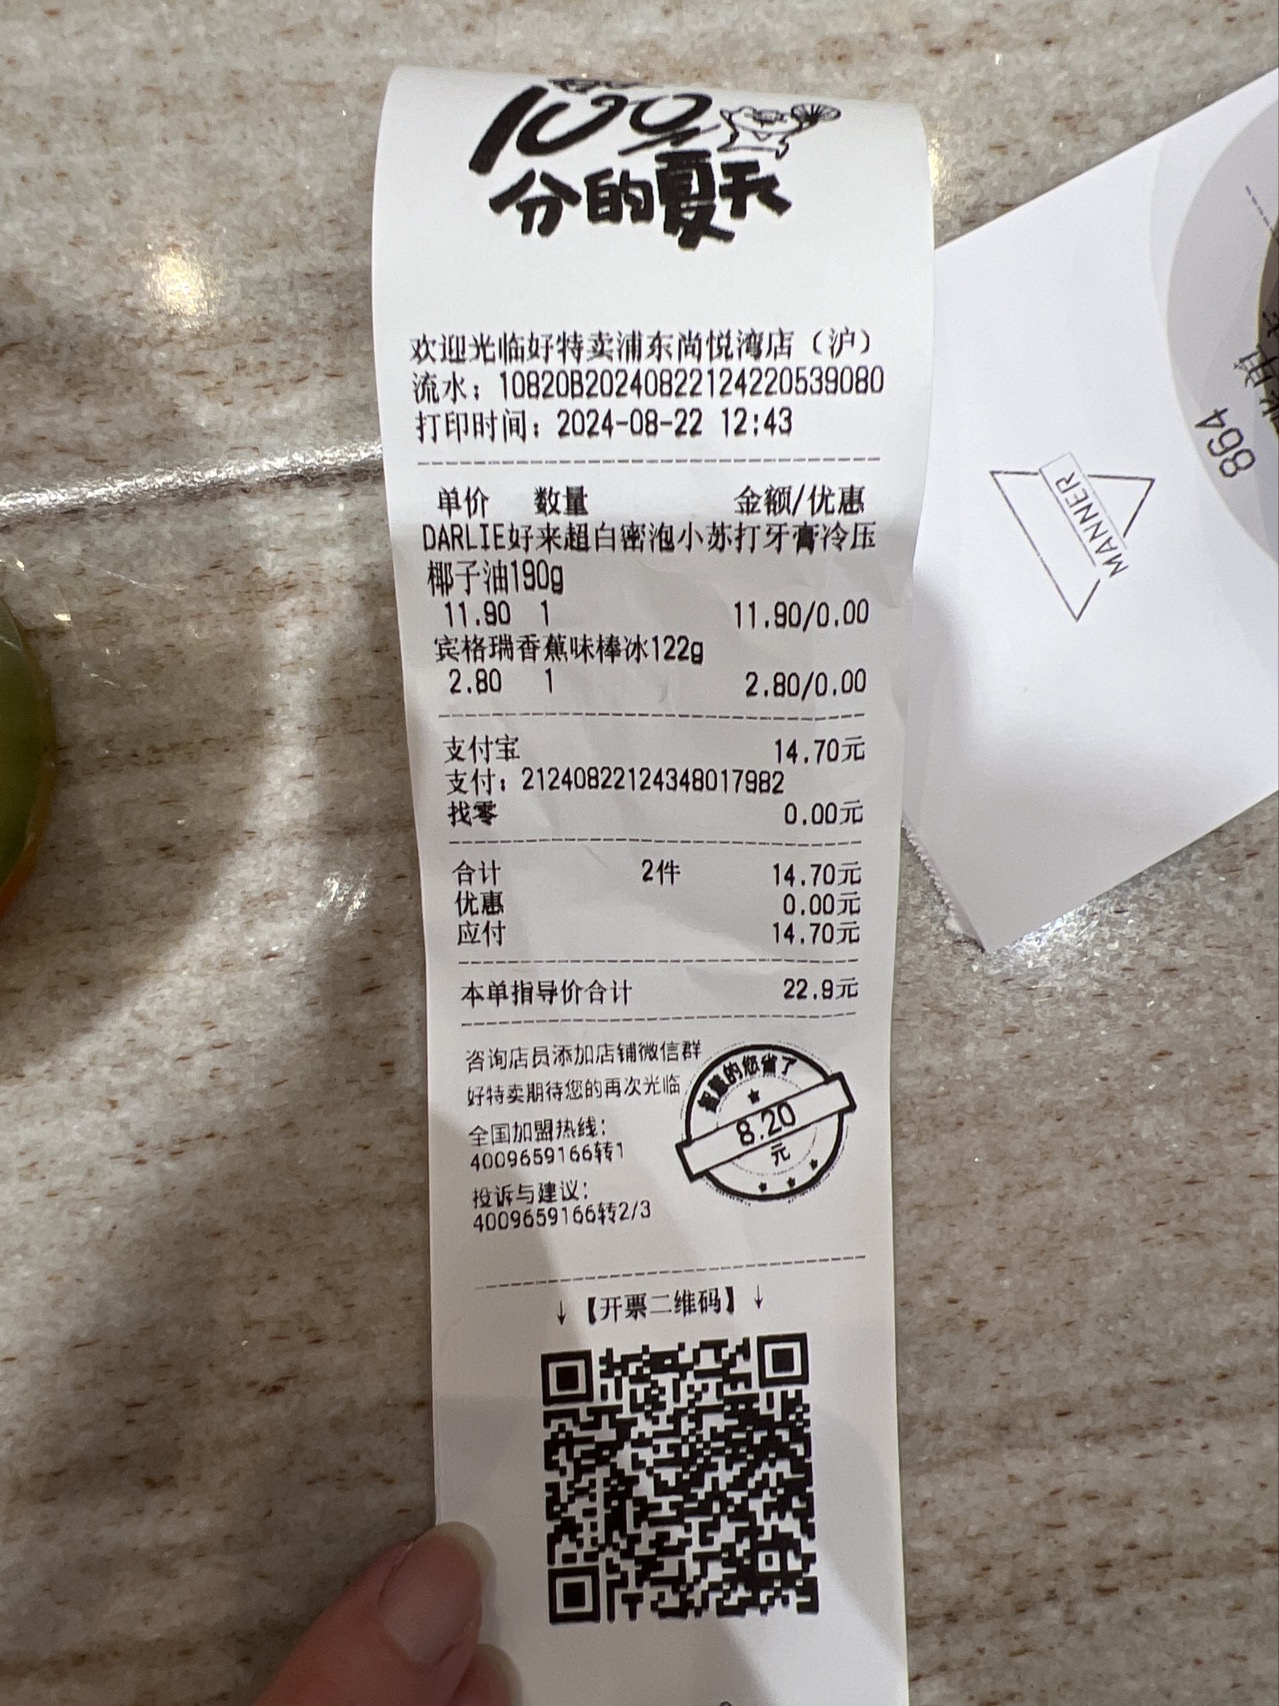 100%
分的夏天
欢迎光临好特卖浦东尚悦湾店（沪）
流水：10820B20240822124220539080
打印时间：2024-08-22 12:43
单价 数量 金额/优惠
DARLIE好来超白密泡小苏打牙膏冷压
椰子油190g
11.90 1 11.90/0.00
宾格瑞香蕉味棒冰122g
2.80 1 2.80/0.00
支付宝 14.70元
支付：21240822124348017982
找零 0.00元
合计 2件 14.70元
优惠 0.00元
应付 14.70元
本单指导价合计 22.9元
咨询店员添加店铺微信群
好特卖期待您的再次光临
全国加盟热线：
4009659166转1
投诉与建议：
4009659166转2/3
智慧的您省了
8.20
元
↓【开票二维码】↓
MANNER
864